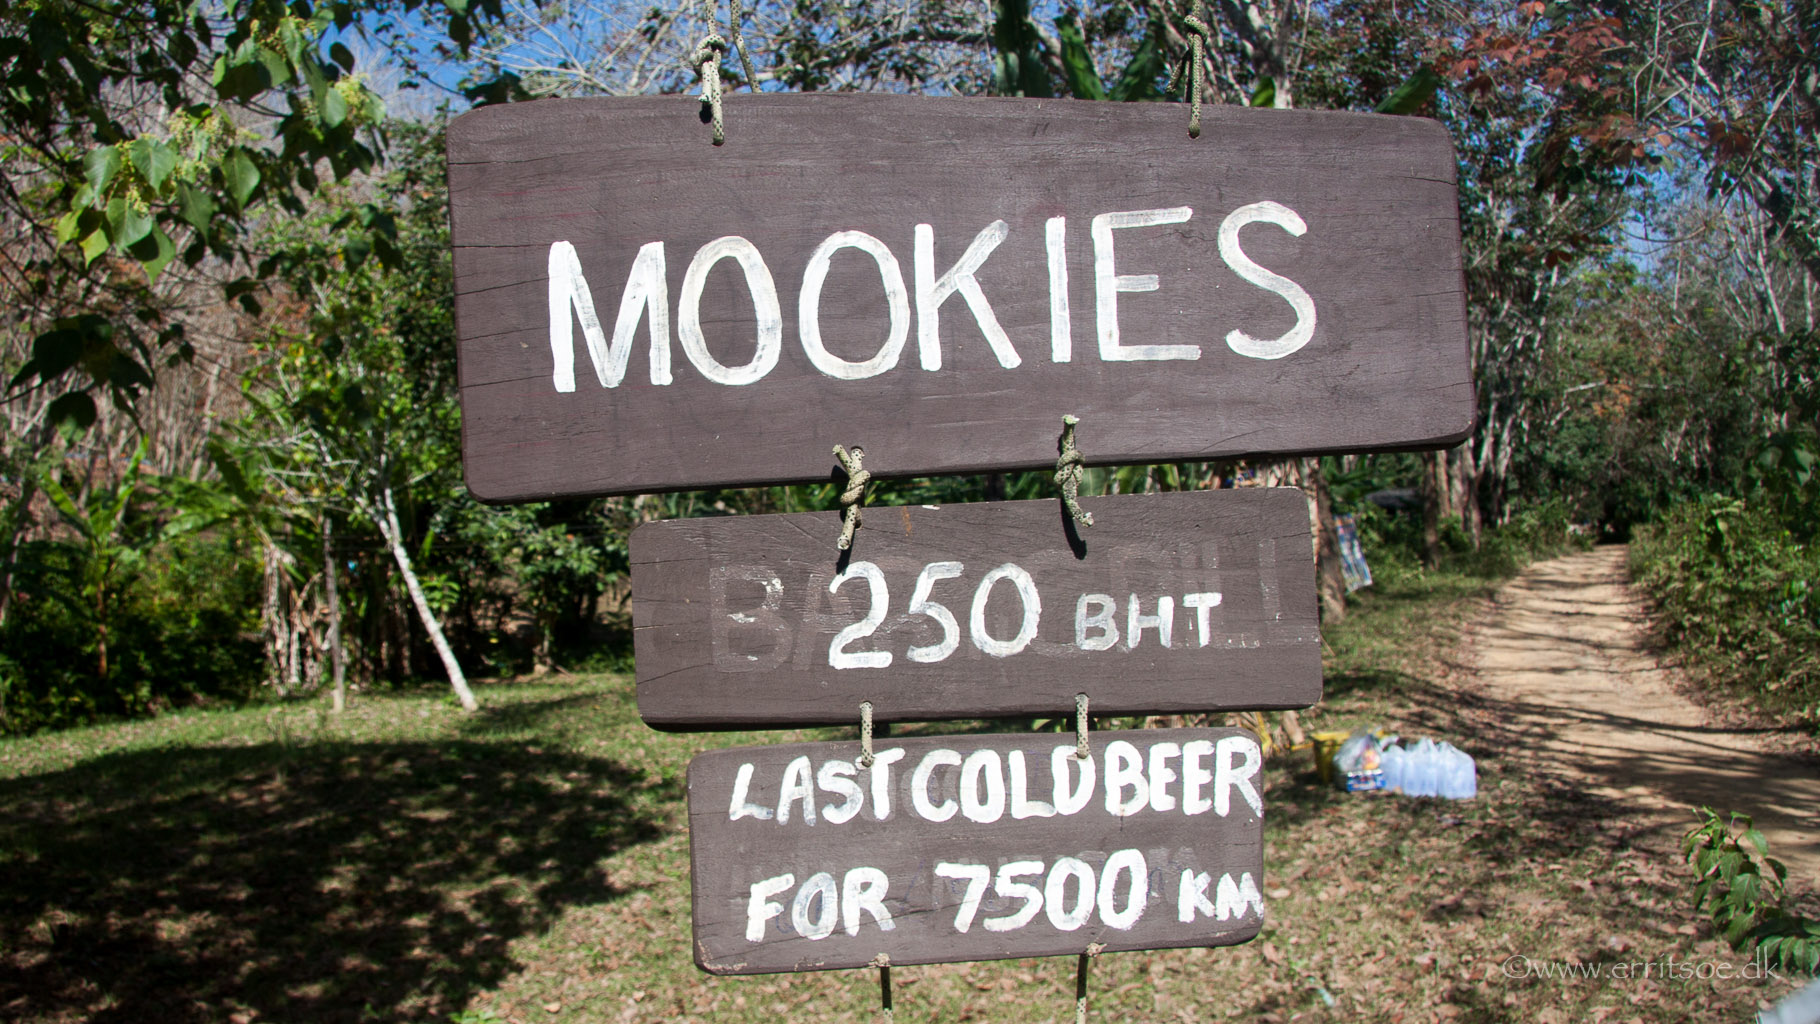 MOOKIES
250 BHT
LAST COLD BEER
FOR 7500 KM
©www.erritsoe.dk